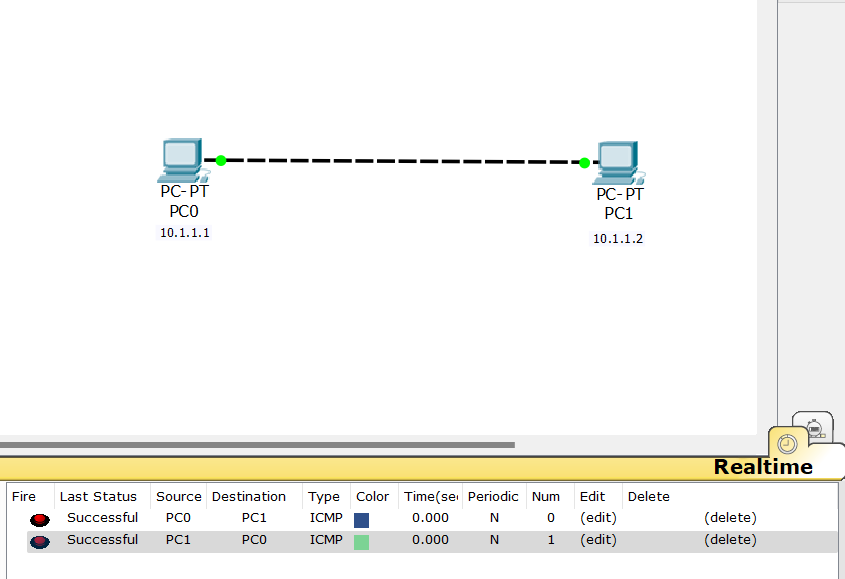 PC-PT PC-PT
PC0 PC1
10.1.1.1 10.1.1.2
Realtime
Fire Last Status Source Destination Type Color Time(sec Periodic Num Edit Delete
Successful PC0 PC1 ICMP 0.000 N 0 (edit) (delete)
Successful PC1 PC0 ICMP 0.000 N 1 (edit) (delete)